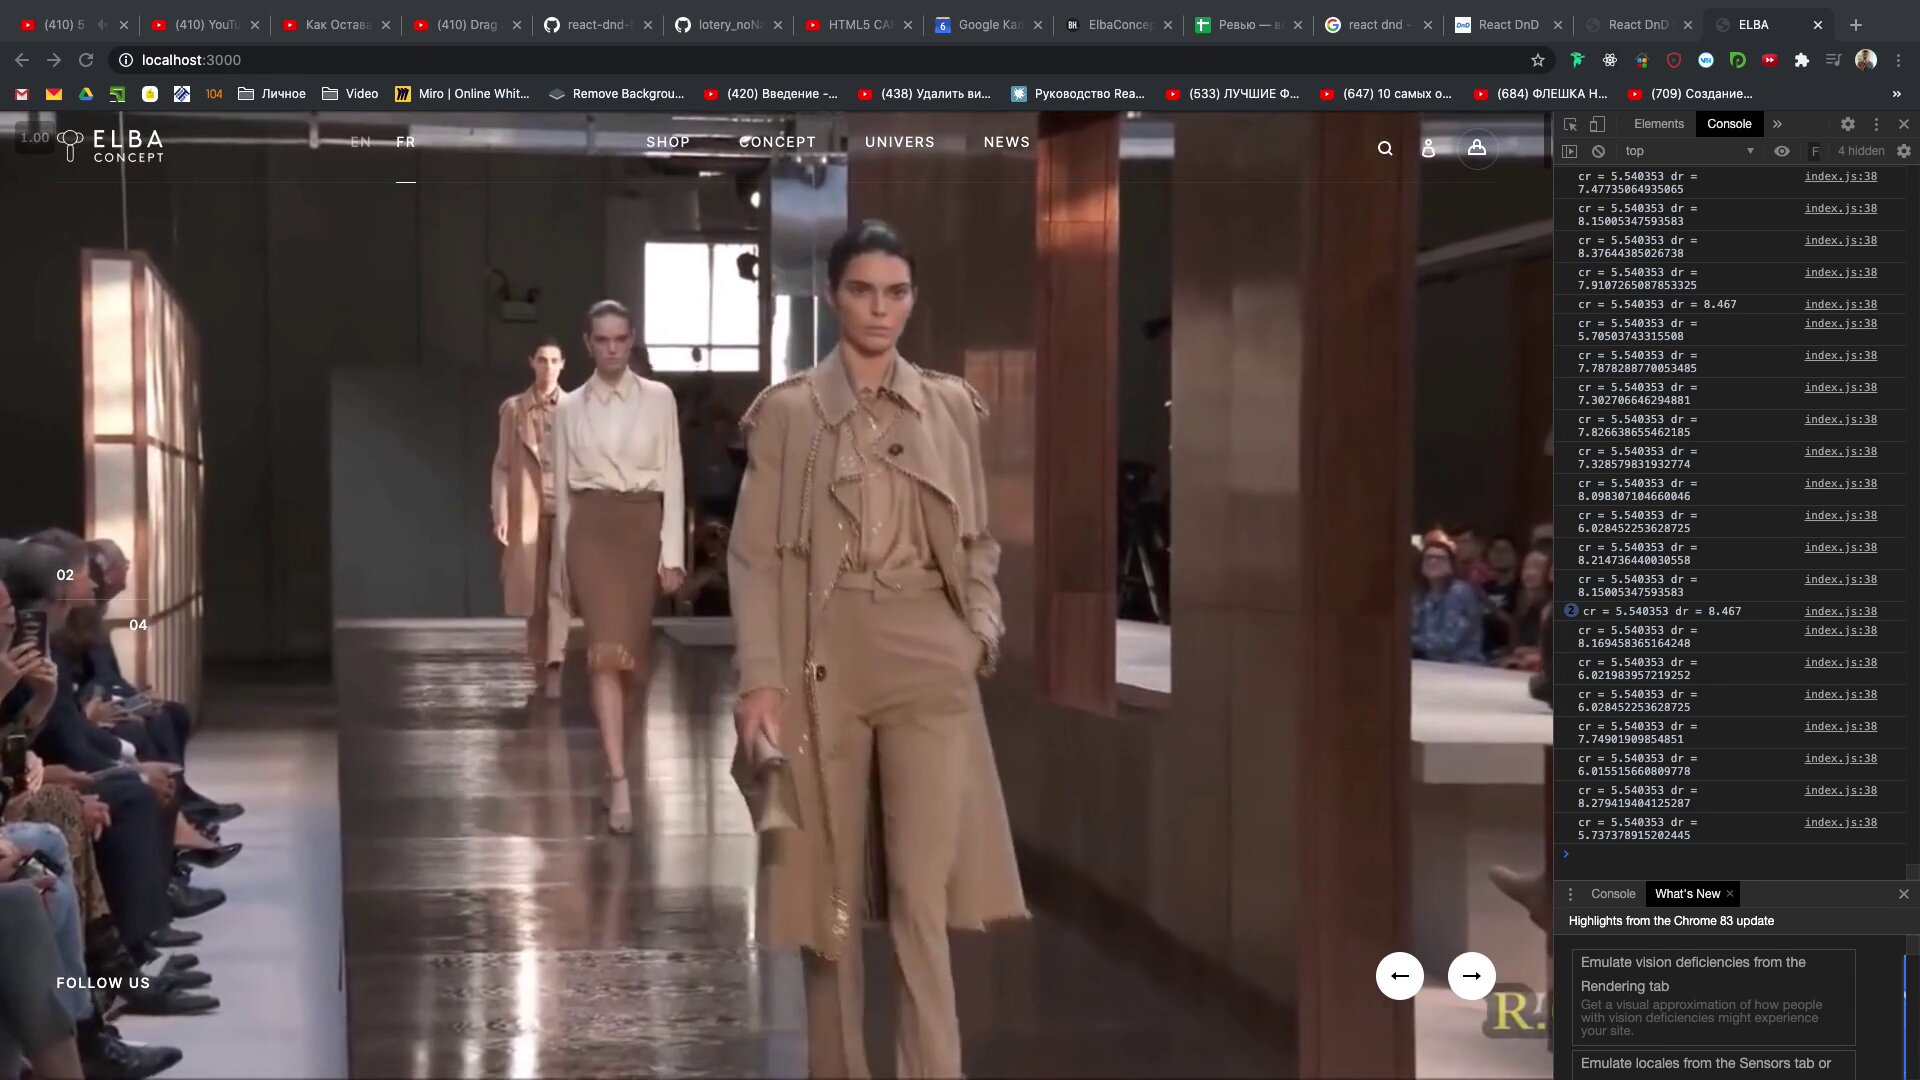 (410) 5
(410) YouTu
Как Остава
(410) Drag
react-dnd-t
lotery_noNa
HTML5 CAN
Google Кал
ElbaConcep
Ревью — в
react dnd -
React DnD
React DnD
ELBA
localhost:3000
104
Личное
Video
Miro | Online Whit...
Remove Backgrou...
(420) Введение -...
(438) Удалить ви...
Руководство Rea...
(533) ЛУЧШИЕ Ф...
(647) 10 самых о...
(684) ФЛЕШКА Н...
(709) Создание...
»
1.00
ELBA
CONCEPT
EN
FR
SHOP
CONCEPT
UNIVERS
NEWS
02
04
FOLLOW US
R.
Elements
Console
»
top
F
4 hidden
cr = 5.540353 dr = index.js:38
7.47735064935065
cr = 5.540353 dr = index.js:38
8.15005347593583
cr = 5.540353 dr = index.js:38
8.37644385026738
cr = 5.540353 dr = index.js:38
7.9107265087853325
cr = 5.540353 dr = 8.467 index.js:38
cr = 5.540353 dr = index.js:38
5.70503743315508
cr = 5.540353 dr = index.js:38
7.7878288770053485
cr = 5.540353 dr = index.js:38
7.302706646294881
cr = 5.540353 dr = index.js:38
7.826638655462185
cr = 5.540353 dr = index.js:38
7.328579831932774
cr = 5.540353 dr = index.js:38
8.098307104660046
cr = 5.540353 dr = index.js:38
6.028452253628725
cr = 5.540353 dr = index.js:38
8.214736440030558
cr = 5.540353 dr = index.js:38
8.15005347593583
2 cr = 5.540353 dr = 8.467 index.js:38
cr = 5.540353 dr = index.js:38
8.169458365164248
cr = 5.540353 dr = index.js:38
6.021983957219252
cr = 5.540353 dr = index.js:38
6.028452253628725
cr = 5.540353 dr = index.js:38
7.74901909854851
cr = 5.540353 dr = index.js:38
6.015515660809778
cr = 5.540353 dr = index.js:38
8.279419404125287
cr = 5.540353 dr = index.js:38
5.737378915202445
Console
What's New
Highlights from the Chrome 83 update
Emulate vision deficiencies from the
Rendering tab
Get a visual approximation of how people
with vision deficiencies might experience
your site.
Emulate locales from the Sensors tab or